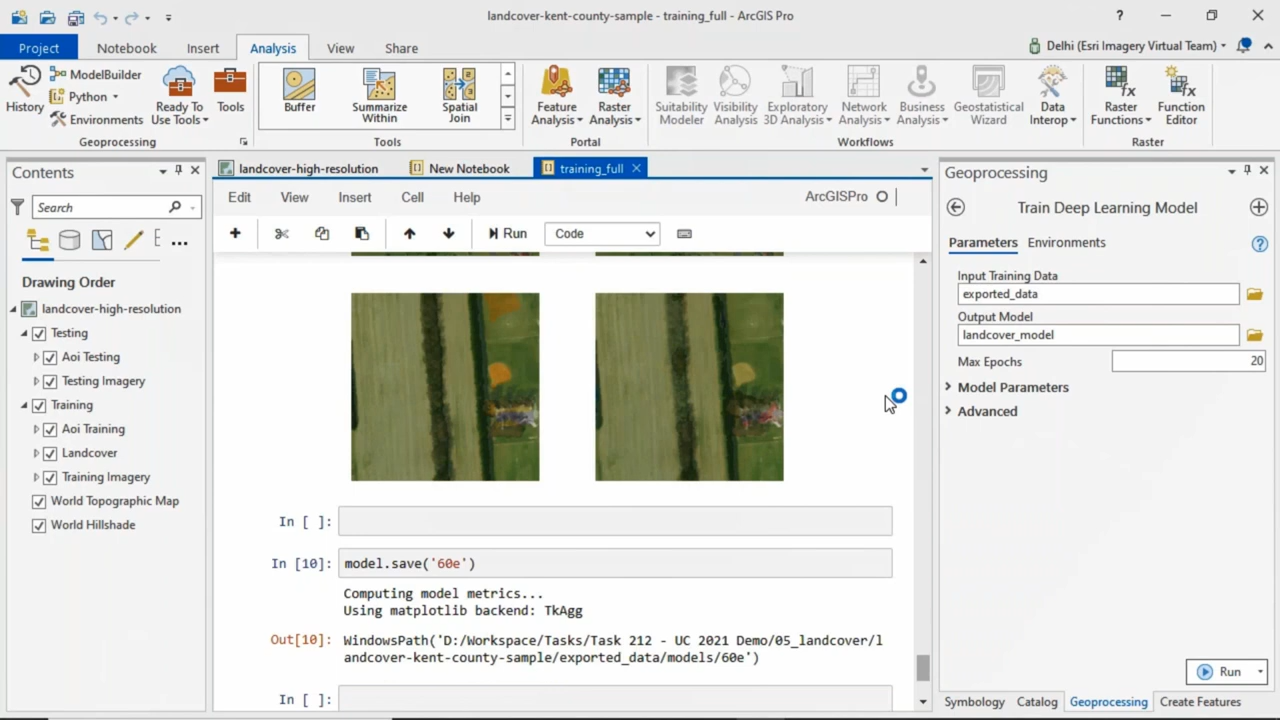 landcover-kent-county-sample - training_full - ArcGIS Pro
?
Project Notebook Insert Analysis View Share
Delhi (Esri Imagery Virtual Team)
History
ModelBuilder
Python
Environments
Ready To Use Tools
Tools
Geoprocessing
Buffer
Summarize Within
Spatial Join
Tools
Feature Analysis
Raster Analysis
Portal
Suitability Modeler
Visibility Analysis
Exploratory 3D Analysis
Network Analysis
Business Analysis
Geostatistical Wizard
Data Interop
Workflows
Raster Functions
Function Editor
Raster
Contents
Search
Drawing Order
landcover-high-resolution
Testing
Aoi Testing
Testing Imagery
Training
Aoi Training
Landcover
Training Imagery
World Topographic Map
World Hillshade
landcover-high-resolution New Notebook training_full
Edit View Insert Cell Help
ArcGISPro
Run Code
In [ ]:
In [10]: model.save('60e')
Computing model metrics...
Using matplotlib backend: TkAgg
Out[10]: WindowsPath('D:/Workspace/Tasks/Task 212 - UC 2021 Demo/05_landcover/l
andcover-kent-county-sample/exported_data/models/60e')
In [ ]:
Geoprocessing
Train Deep Learning Model
Parameters Environments
?
Input Training Data
exported_data
Output Model
landcover_model
Max Epochs 20
Model Parameters
Advanced
Run
Symbology Catalog Geoprocessing Create Features